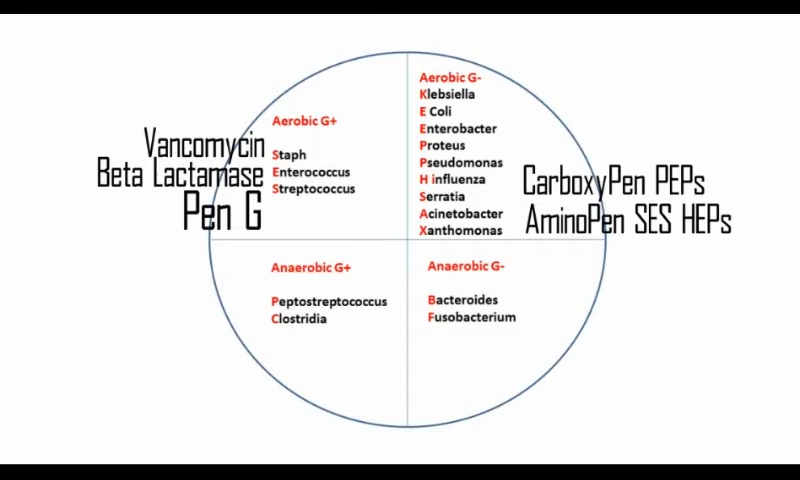 Vancomycin
Beta Lactamase
Pen G
Aerobic G+
Staph
Enterococcus
Streptococcus
Aerobic G-
Klebsiella
E Coli
Enterobacter
Proteus
Pseudomonas
H influenza
Serratia
Acinetobacter
Xanthomonas
CarboxyPen PEPs
AminoPen SES HEPs
Anaerobic G+
Peptostreptococcus
Clostridia
Anaerobic G-
Bacteroides
Fusobacterium